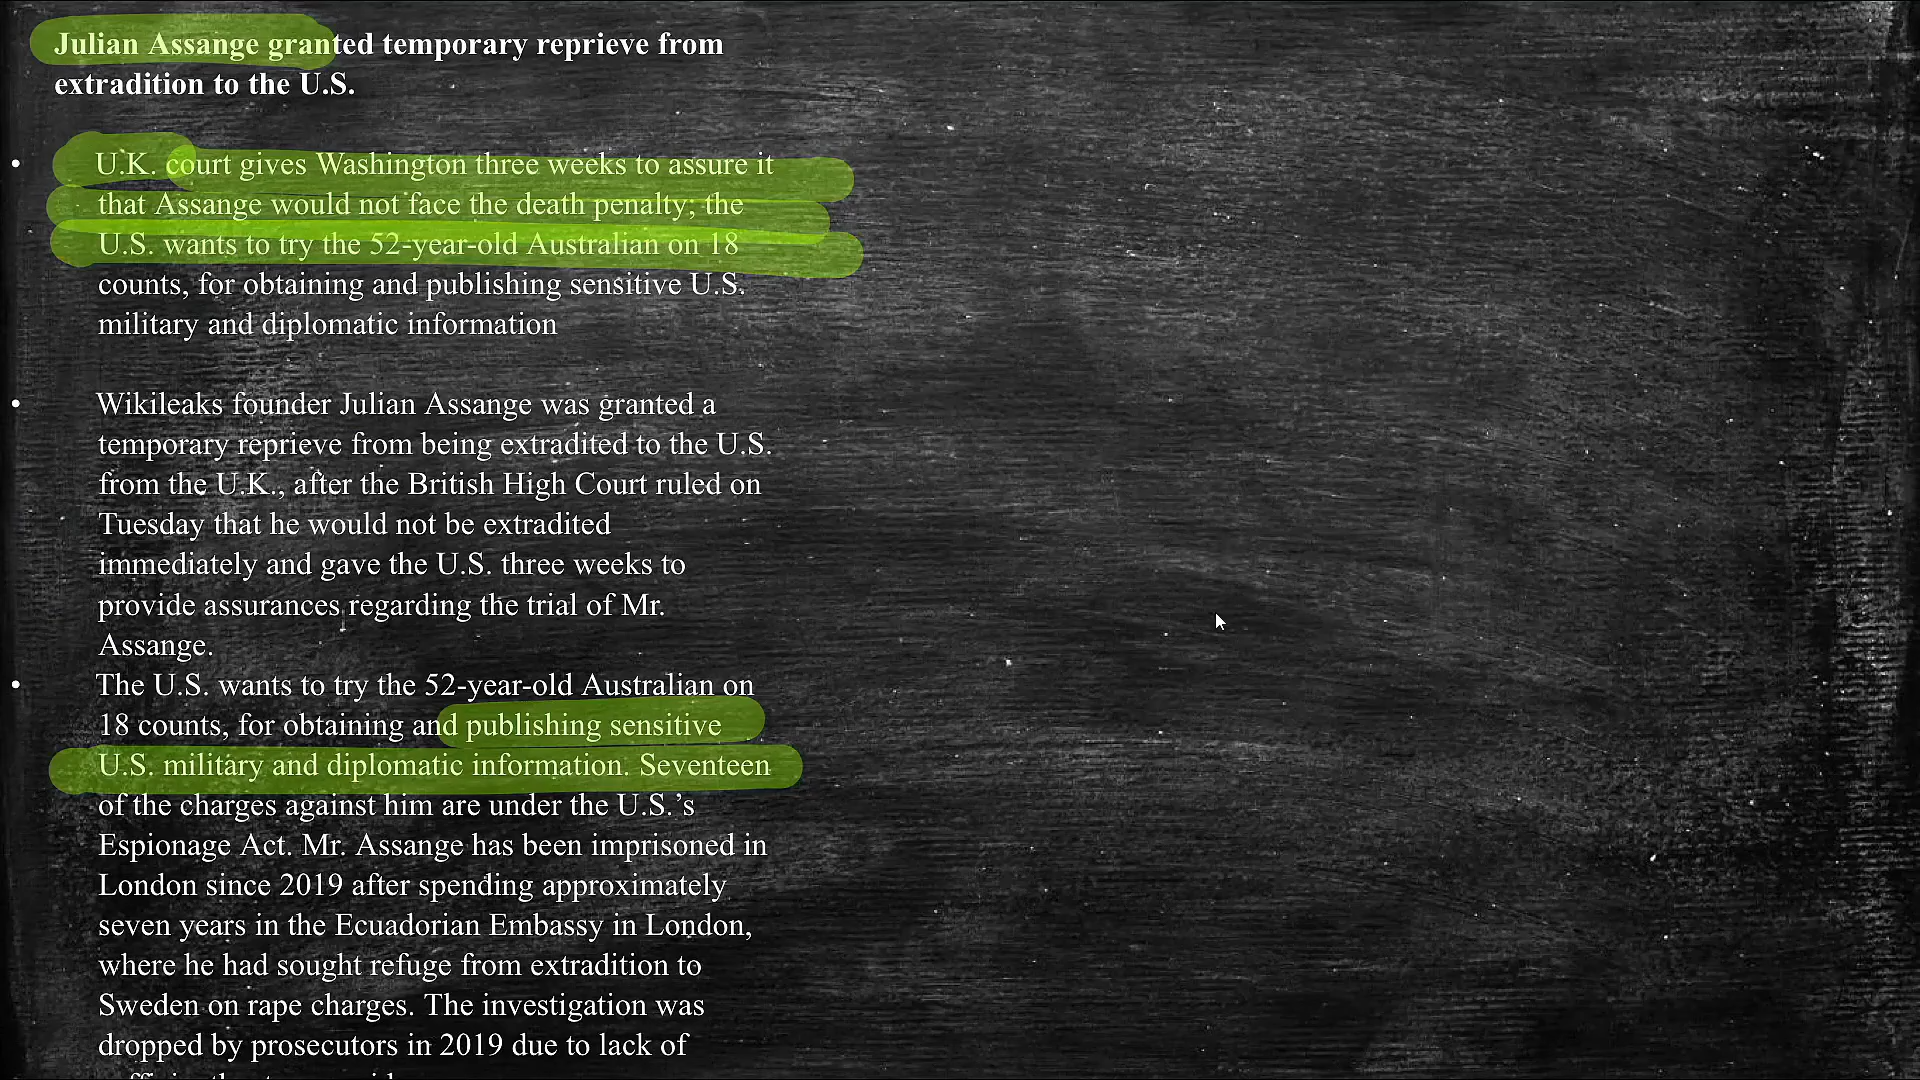 Julian Assange granted temporary reprieve from
extradition to the U.S.
• U.K. court gives Washington three weeks to assure it
that Assange would not face the death penalty; the
U.S. wants to try the 52-year-old Australian on 18
counts, for obtaining and publishing sensitive U.S.
military and diplomatic information
• Wikileaks founder Julian Assange was granted a
temporary reprieve from being extradited to the U.S.
from the U.K., after the British High Court ruled on
Tuesday that he would not be extradited
immediately and gave the U.S. three weeks to
provide assurances regarding the trial of Mr.
Assange.
• The U.S. wants to try the 52-year-old Australian on
18 counts, for obtaining and publishing sensitive
U.S. military and diplomatic information. Seventeen
of the charges against him are under the U.S.’s
Espionage Act. Mr. Assange has been imprisoned in
London since 2019 after spending approximately
seven years in the Ecuadorian Embassy in London,
where he had sought refuge from extradition to
Sweden on rape charges. The investigation was
dropped by prosecutors in 2019 due to lack of